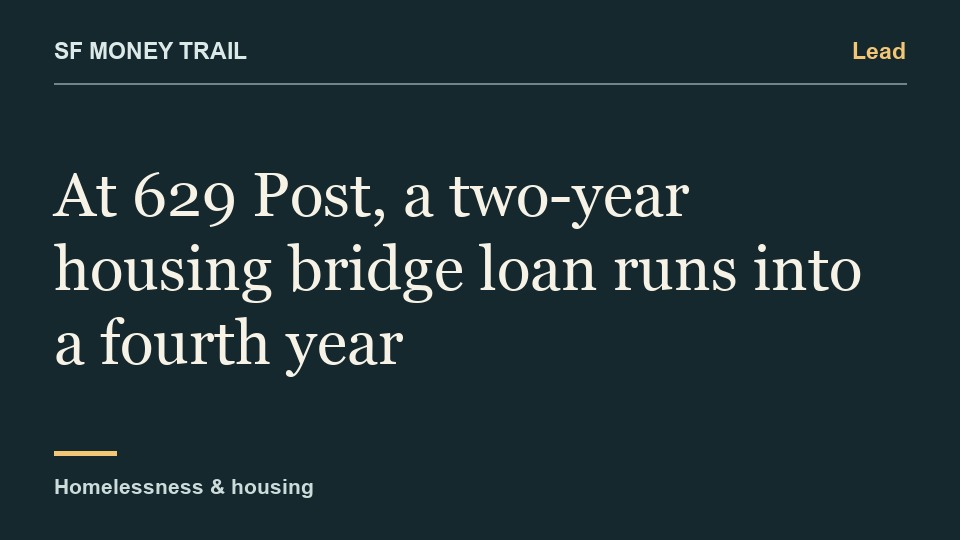 SF MONEY TRAIL
Lead
At 629 Post, a two-year
housing bridge loan runs into
a fourth year
Homelessness & housing